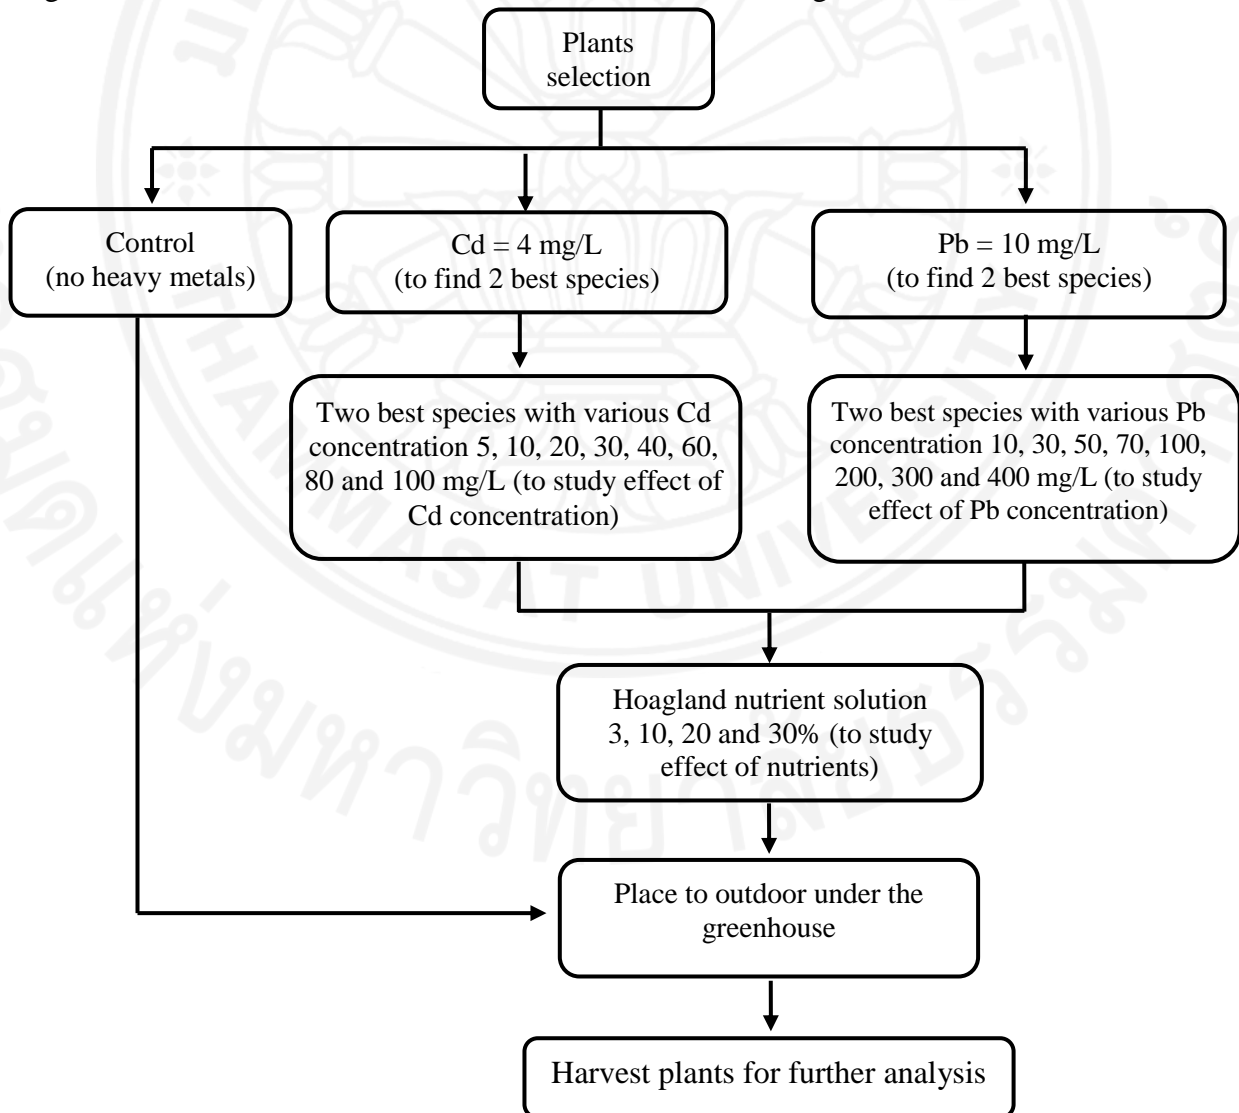 Plants
selection
Control
(no heavy metals)
Cd = 4 mg/L
(to find 2 best species)
Pb = 10 mg/L
(to find 2 best species)
Two best species with various Cd
concentration 5, 10, 20, 30, 40, 60,
80 and 100 mg/L (to study effect of
Cd concentration)
Two best species with various Pb
concentration 10, 30, 50, 70, 100,
200, 300 and 400 mg/L (to study
effect of Pb concentration)
Hoagland nutrient solution
3, 10, 20 and 30% (to study
effect of nutrients)
Place to outdoor under the
greenhouse
Harvest plants for further analysis
THAMMASAT UNIVERSITY